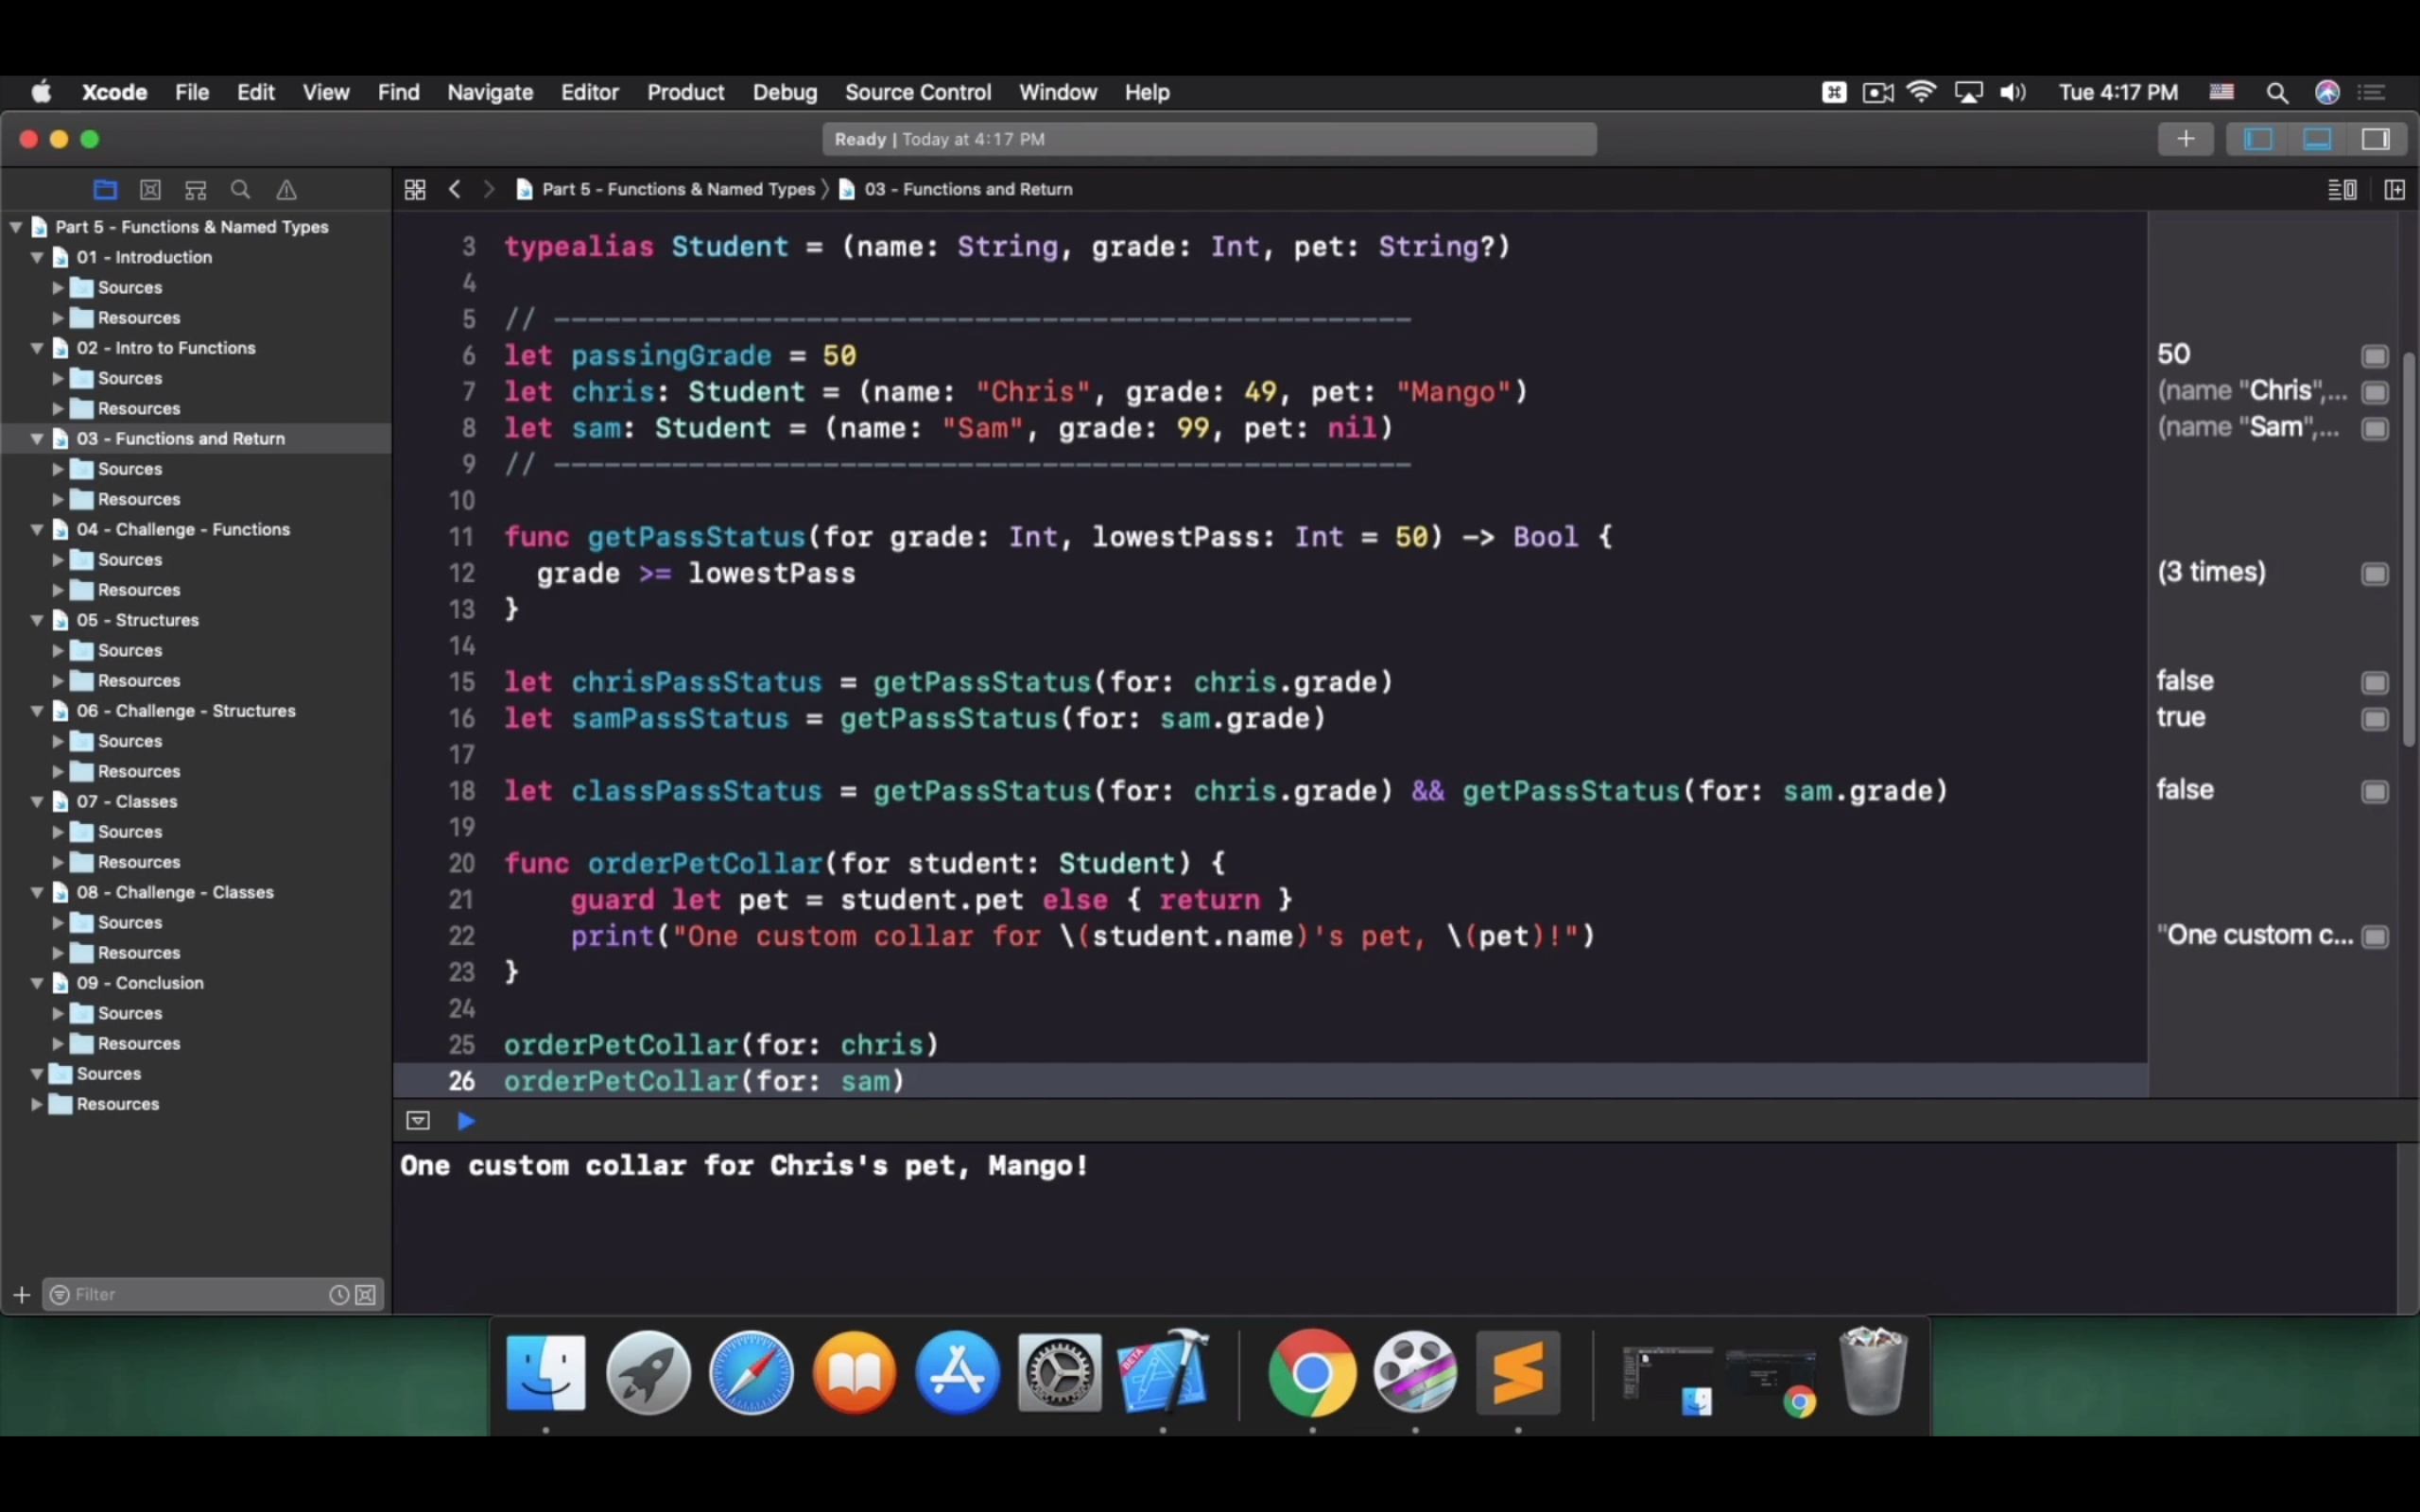 Xcode File Edit View Find Navigate Editor Product Debug Source Control Window Help Tue 4:17 PM
Ready | Today at 4:17 PM
Part 5 - Functions & Named Types 03 - Functions and Return
Part 5 - Functions & Named Types
01 - Introduction
Sources
Resources
02 - Intro to Functions
Sources
Resources
03 - Functions and Return
Sources
Resources
04 - Challenge - Functions
Sources
Resources
05 - Structures
Sources
Resources
06 - Challenge - Structures
Sources
Resources
07 - Classes
Sources
Resources
08 - Challenge - Classes
Sources
Resources
09 - Conclusion
Sources
Resources
Sources
Resources
Filter
3 typealias Student = (name: String, grade: Int, pet: String?)
4
5 // ---------------------------------------------------
6 let passingGrade = 50
7 let chris: Student = (name: "Chris", grade: 49, pet: "Mango")
8 let sam: Student = (name: "Sam", grade: 99, pet: nil)
9 // ---------------------------------------------------
10
11 func getPassStatus(for grade: Int, lowestPass: Int = 50) -> Bool {
12 grade >= lowestPass
13 }
14
15 let chrisPassStatus = getPassStatus(for: chris.grade)
16 let samPassStatus = getPassStatus(for: sam.grade)
17
18 let classPassStatus = getPassStatus(for: chris.grade) && getPassStatus(for: sam.grade)
19
20 func orderPetCollar(for student: Student) {
21 guard let pet = student.pet else { return }
22 print("One custom collar for \(student.name)'s pet, \(pet)!")
23 }
24
25 orderPetCollar(for: chris)
26 orderPetCollar(for: sam)
50
(name "Chris",...
(name "Sam",...
(3 times)
false
true
false
"One custom c...
One custom collar for Chris's pet, Mango!
BETA